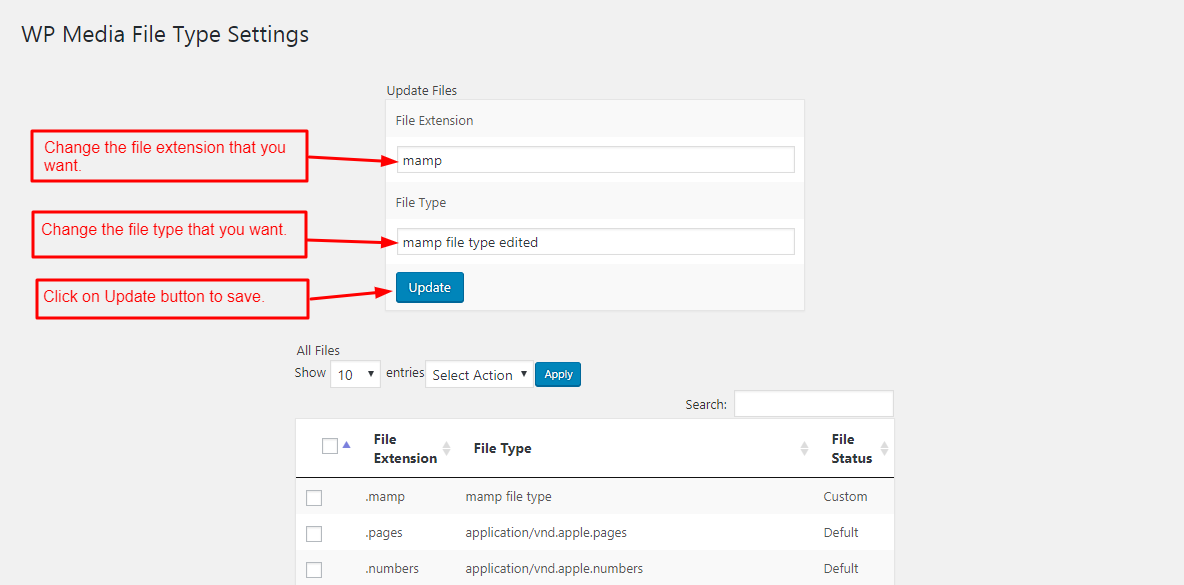 WP Media File Type Settings
Update Files
File Extension
Change the file extension that you
want.
mamp
File Type
Change the file type that you want.
mamp file type edited
Click on Update button to save.
Update
All Files
Show 10 entries Select Action Apply
Search:
File
Extension
File Type
File
Status
.mamp mamp file type Custom
.pages application/vnd.apple.pages Defult
.numbers application/vnd.apple.numbers Defult